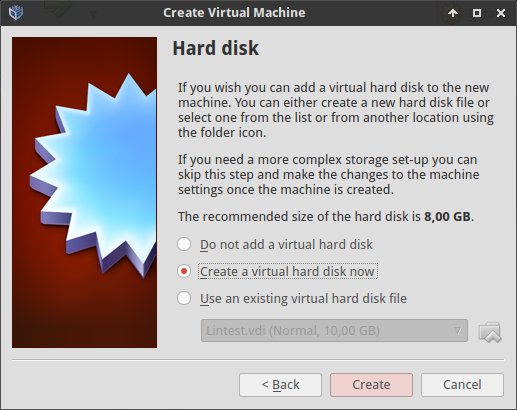 Create Virtual Machine
Hard disk
If you wish you can add a virtual hard disk to the new
machine. You can either create a new hard disk file or
select one from the list or from another location using
the folder icon.
If you need a more complex storage set-up you can
skip this step and make the changes to the machine
settings once the machine is created.
The recommended size of the hard disk is 8,00 GB.
Do not add a virtual hard disk
Create a virtual hard disk now
Use an existing virtual hard disk file
Lintest.vdi (Normal, 10,00 GB)
< Back
Create
Cancel